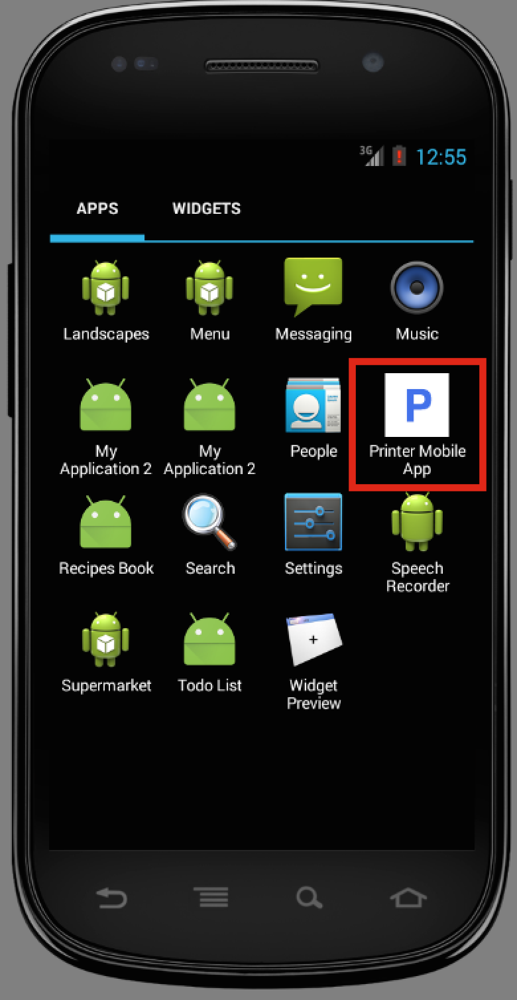 3G 12:55
APPS WIDGETS
Landscapes Menu Messaging Music
P
My
Application 2
My
Application 2
People
Printer Mobile
App
Recipes Book Search Settings
Speech
Recorder
Supermarket Todo List
Widget
Preview